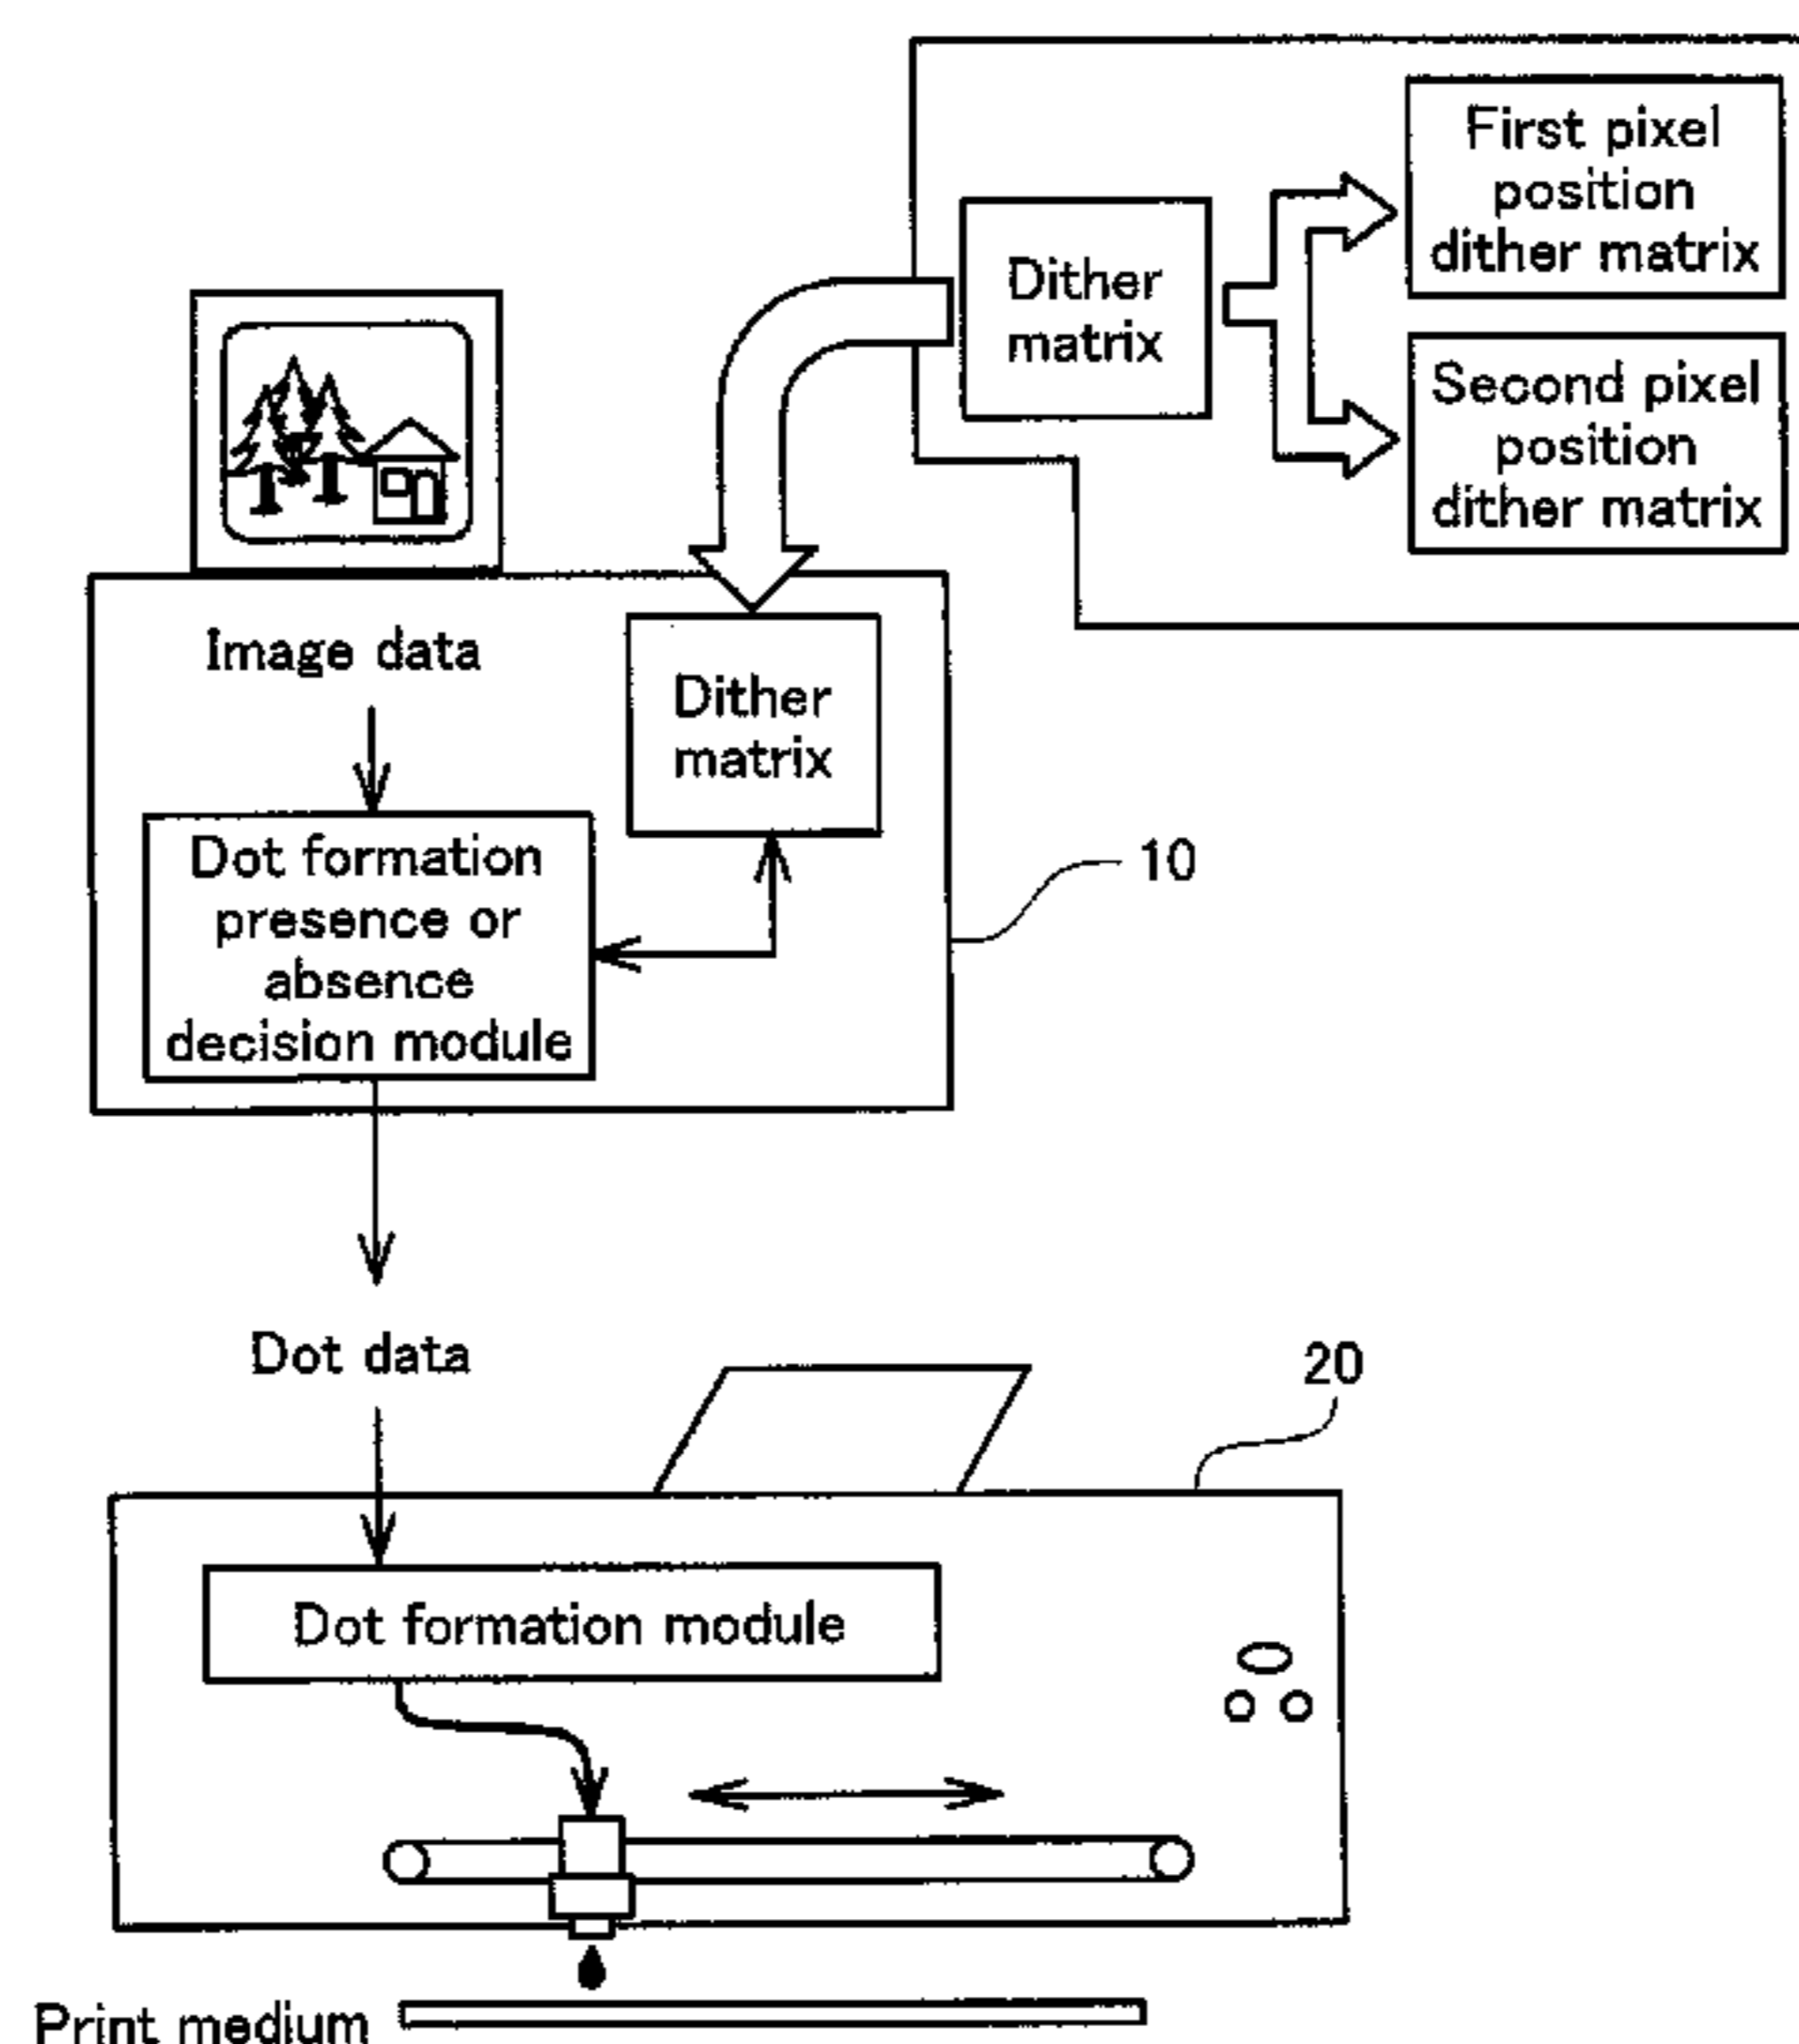 First pixel
position
dither matrix
Dither
matrix
Second pixel
position
dither matrix
Image data
Dither
matrix
Dot formation
presence or
absence
decision module
10
Dot data
20
Dot formation module
Print medium